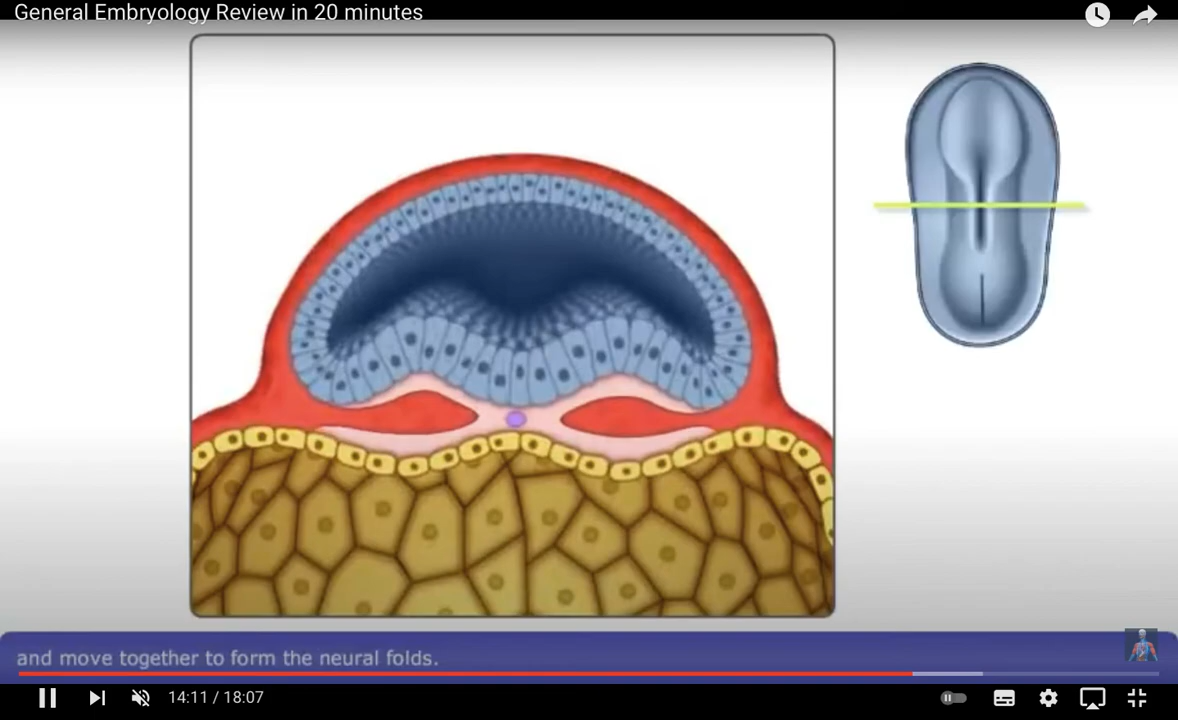 General Embryology Review in 20 minutes
and move together to form the neural folds.
14:11 / 18:07